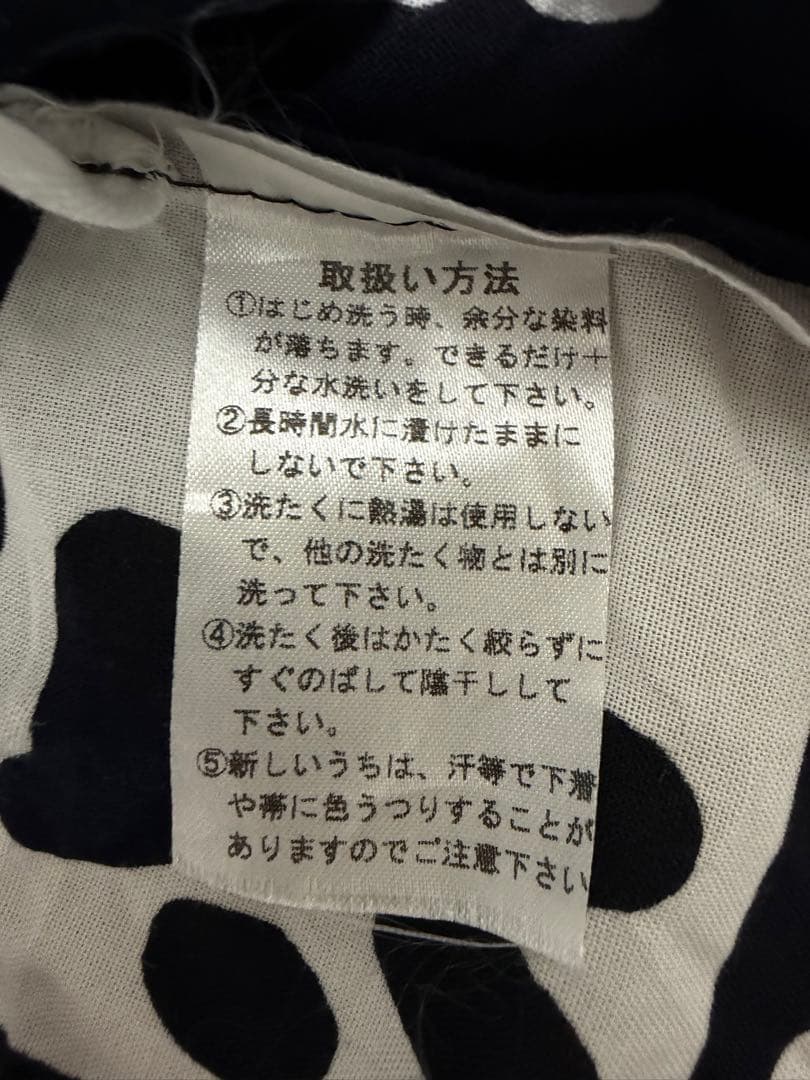 取扱い方法
①はじめ洗う時、余分な染料
が落ちます。できるだけ十
分な水洗いをして下さい。
②長時間水に漬けたままに
しないで下さい。
③洗たくに熱湯は使用しない
で、他の洗たく物とは別に
洗って下さい。
④洗たく後はかたく絞らずに
すぐのばして陰干しして
下さい。
⑤新しいうちは、汗等で下着
や帯に色うつりすることが
ありますのでご注意下さい